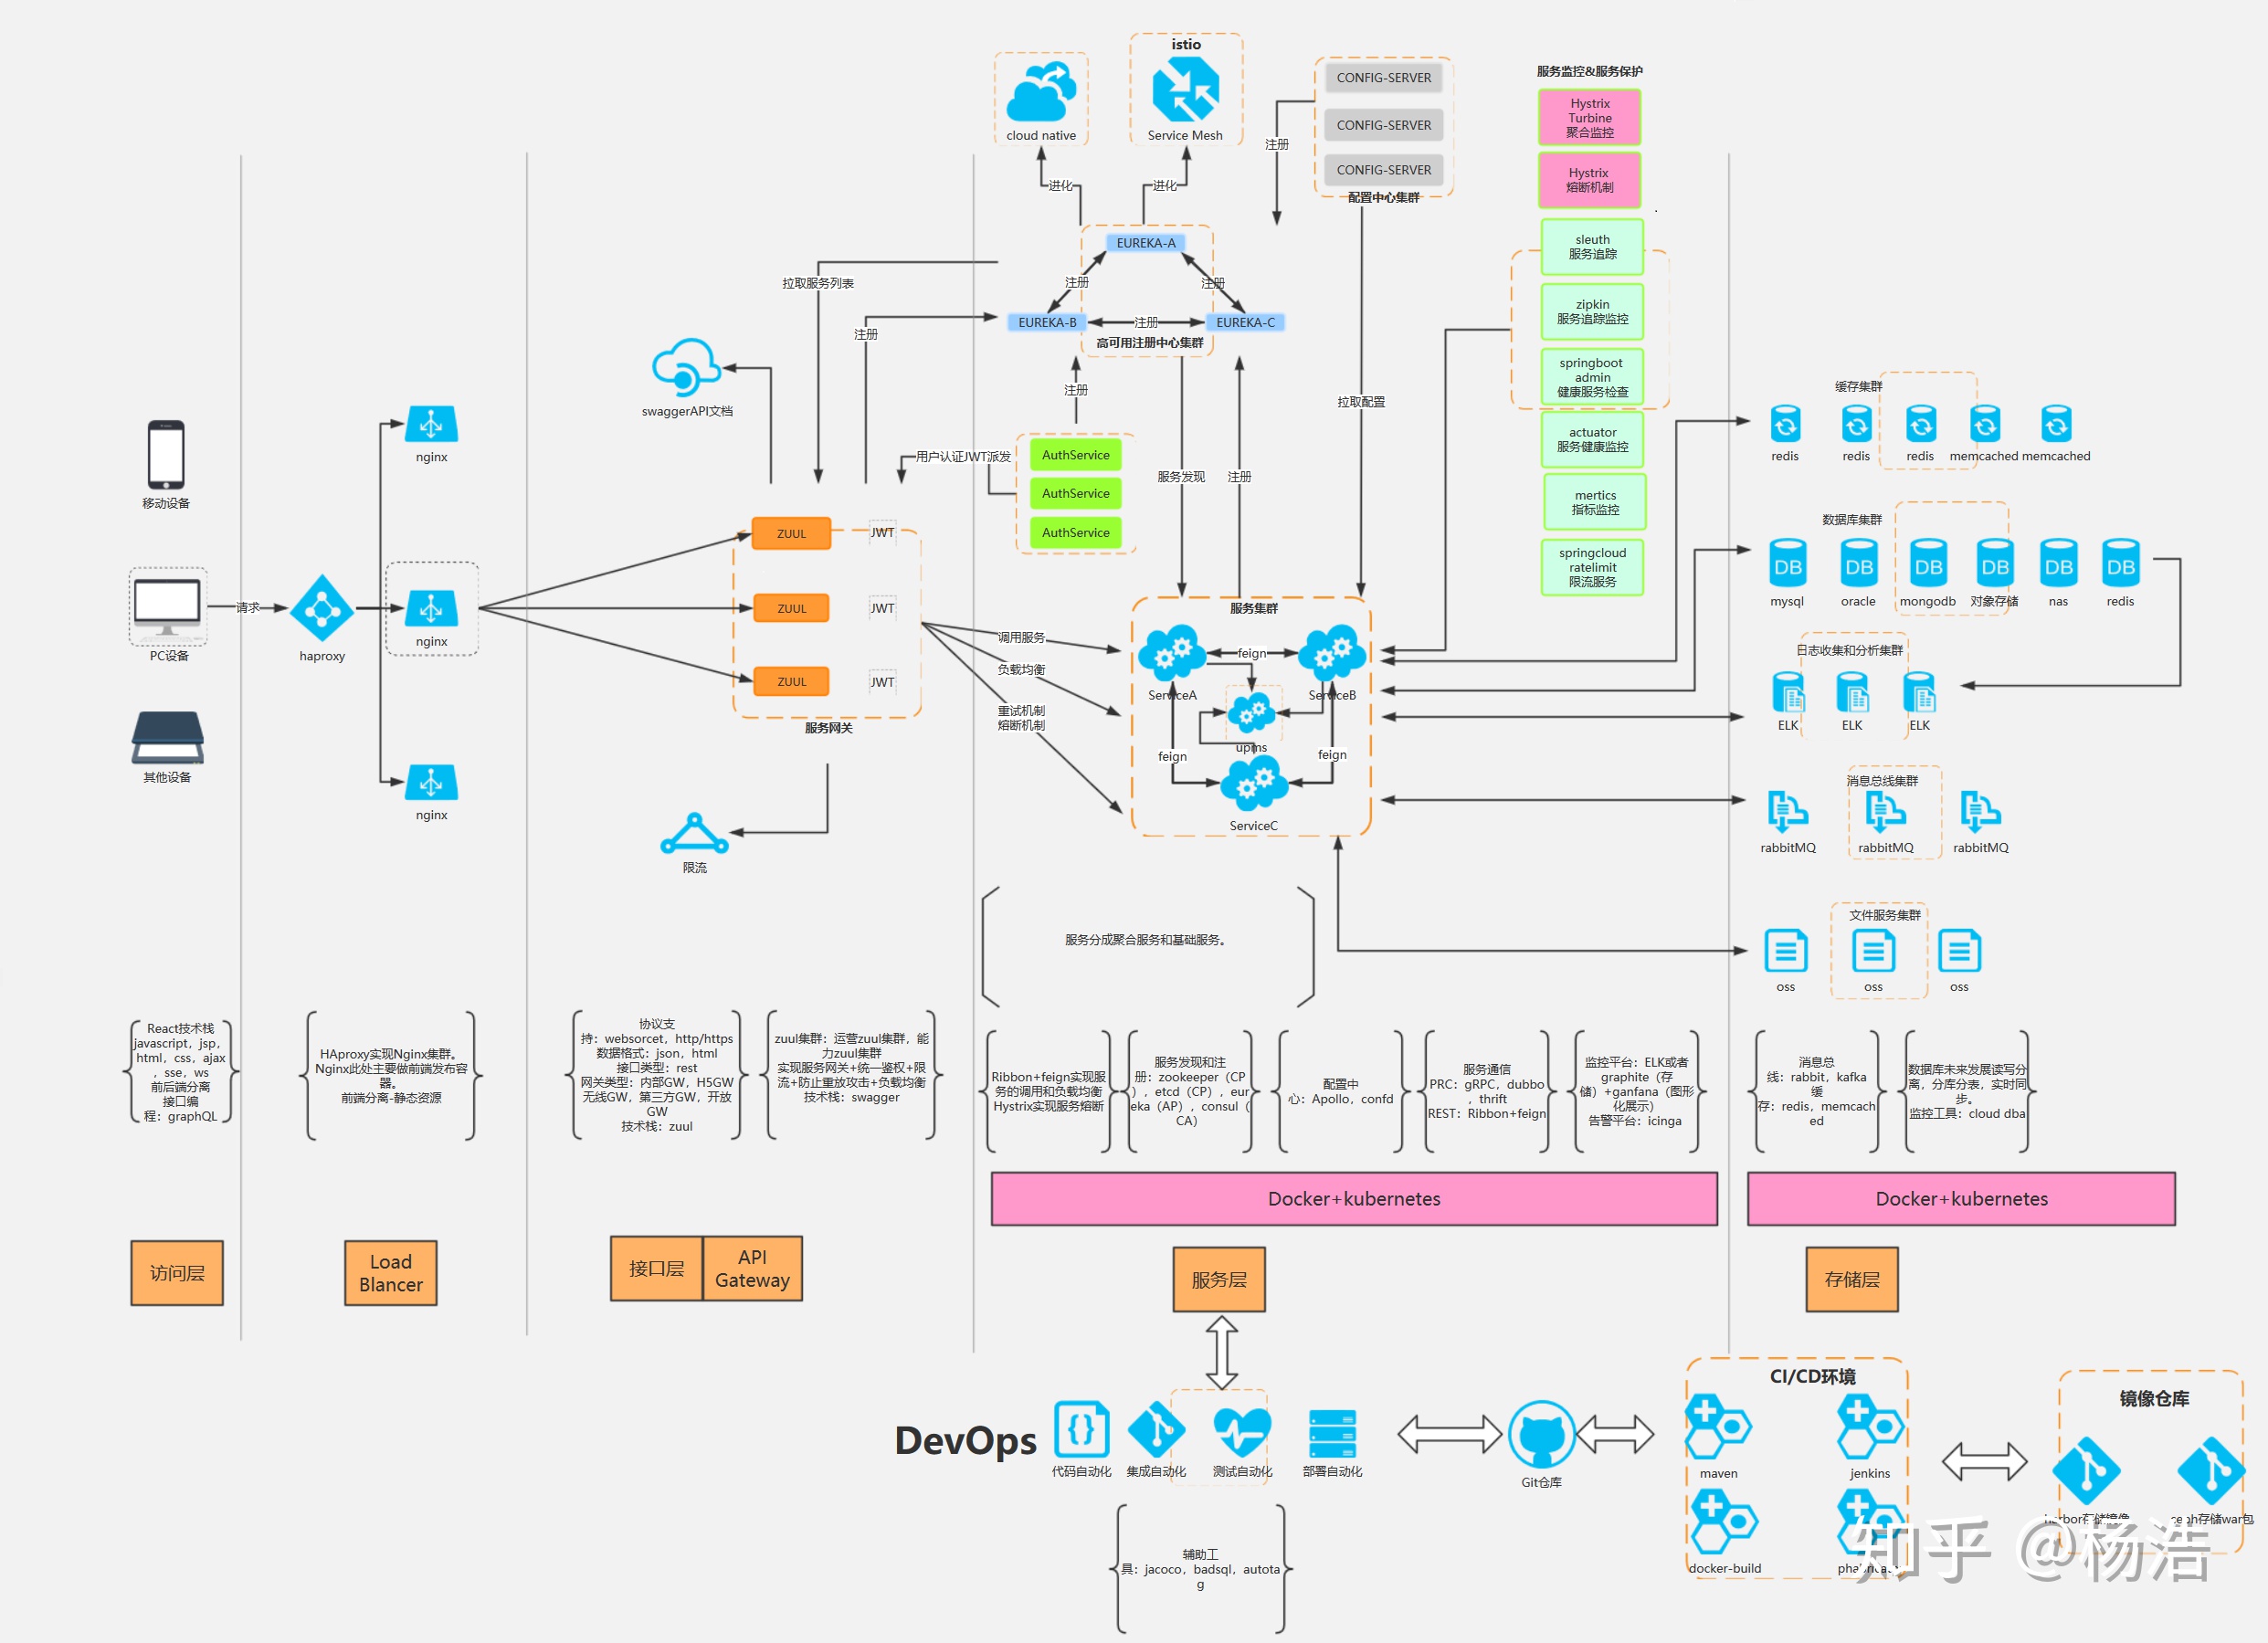 istio
cloud native
Service Mesh
进化
进化
CONFIG-SERVER
CONFIG-SERVER
CONFIG-SERVER
配置中心集群
注册
服务监控&服务保护
Hystrix
Turbine
聚合监控
Hystrix
熔断机制
sleuth
服务追踪
zipkin
服务追踪监控
springboot
admin
健康服务检查
actuator
服务健康监控
mertics
指标监控
springcloud
ratelimit
限流服务
EUREKA-A
注册
注册
EUREKA-B
注册
EUREKA-C
高可用注册中心集群
拉取服务列表
注册
注册
swaggerAPI文档
用户认证JWT派发
AuthService
AuthService
AuthService
服务发现
注册
拉取配置
移动设备
PC设备
其他设备
请求
haproxy
nginx
nginx
nginx
ZUUL
JWT
ZUUL
JWT
ZUUL
JWT
服务网关
限流
调用服务
负载均衡
重试机制
熔断机制
服务集群
ServiceA
feign
ServiceB
upms
feign
feign
ServiceC
缓存集群
redis
redis
redis
memcached
memcached
数据库集群
DB
DB
DB
DB
DB
DB
mysql
oracle
mongodb
对象存储
nas
redis
日志收集和分析集群
ELK
ELK
ELK
消息总线集群
rabbitMQ
rabbitMQ
rabbitMQ
文件服务集群
oss
oss
oss
服务分成聚合服务和基础服务。
React技术栈
javascript，jsp，
html，css，ajax
，sse，ws
前后端分离
接口编
程：graphQL
HAproxy实现Nginx集群。
Nginx此处主要做前端发布容
器。
前端分离-静态资源
协议支
持：websorcet，http/https
数据格式：json，html
接口类型：rest
网关类型：内部GW，H5GW
无线GW，第三方GW，开放
GW
技术栈：zuul
zuul集群：运营zuul集群，能
力zuul集群
实现服务网关+统一鉴权+限
流+防止重放攻击+负载均衡
技术栈：swagger
Ribbon+feign实现服
务的调用和负载均衡
Hystrix实现服务熔断
服务发现和注
册：zookeeper（CP
），etcd（CP），eur
eka（AP），consul（
CA）
配置中
心：Apollo，confd
服务通信
PRC：gRPC，dubbo
，thrift
REST：Ribbon+feign
监控平台：ELK或者
graphite（存
储）+ganfana（图形
化展示）
告警平台：icinga
消息总
线：rabbit，kafka
缓
存：redis，memcach
ed
数据库未来发展读写分
离，分库分表，实时同
步。
监控工具：cloud dba
Docker+kubernetes
Docker+kubernetes
访问层
Load
Blancer
接口层
API
Gateway
服务层
存储层
DevOps
代码自动化
集成自动化
测试自动化
部署自动化
Git仓库
CI/CD环境
maven
jenkins
docker-build
镜像仓库
辅助工
具：jacoco，badsql，autota
g
知乎 @杨浩